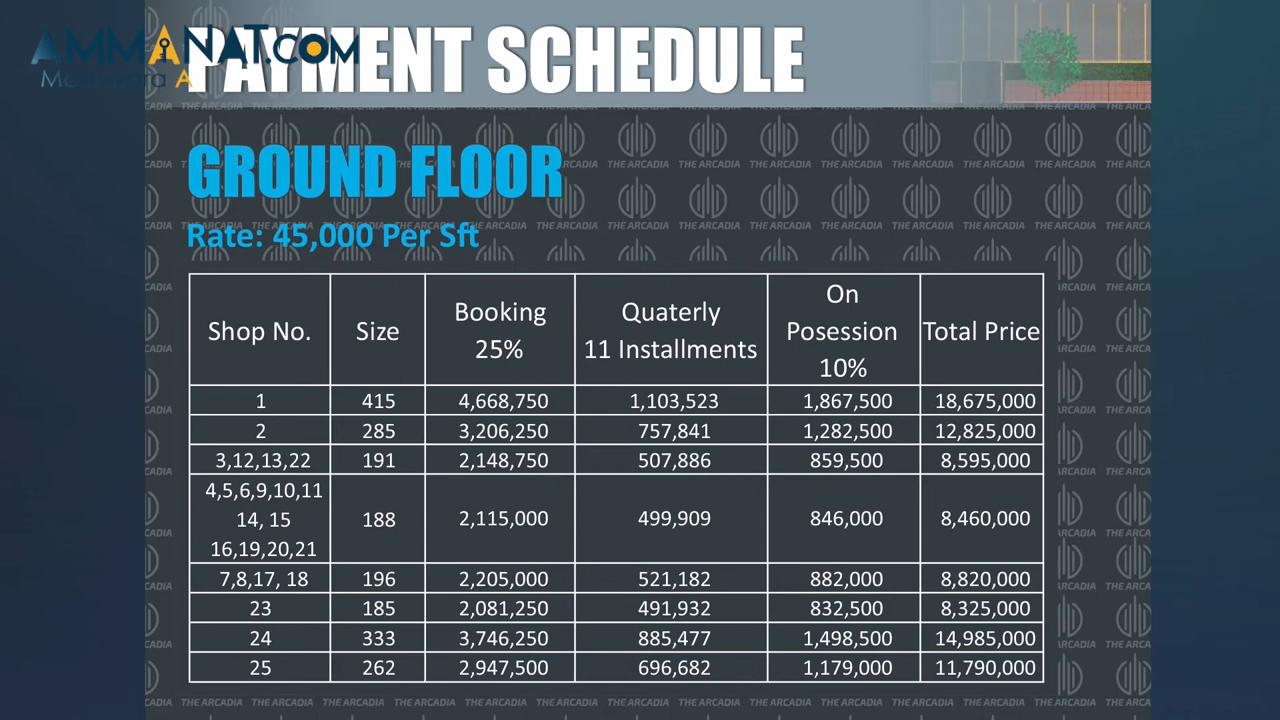 AMMANAT.COM
PAYMENT SCHEDULE
GROUND FLOOR
Rate: 45,000 Per Sft
Shop No. Size Booking 25% Quaterly 11 Installments On Posession 10% Total Price
1 415 4,668,750 1,103,523 1,867,500 18,675,000
2 285 3,206,250 757,841 1,282,500 12,825,000
3,12,13,22 191 2,148,750 507,886 859,500 8,595,000
4,5,6,9,10,11 14, 15 16,19,20,21 188 2,115,000 499,909 846,000 8,460,000
7,8,17, 18 196 2,205,000 521,182 882,000 8,820,000
23 185 2,081,250 491,932 832,500 8,325,000
24 333 3,746,250 885,477 1,498,500 14,985,000
25 262 2,947,500 696,682 1,179,000 11,790,000
THE ARCADIA